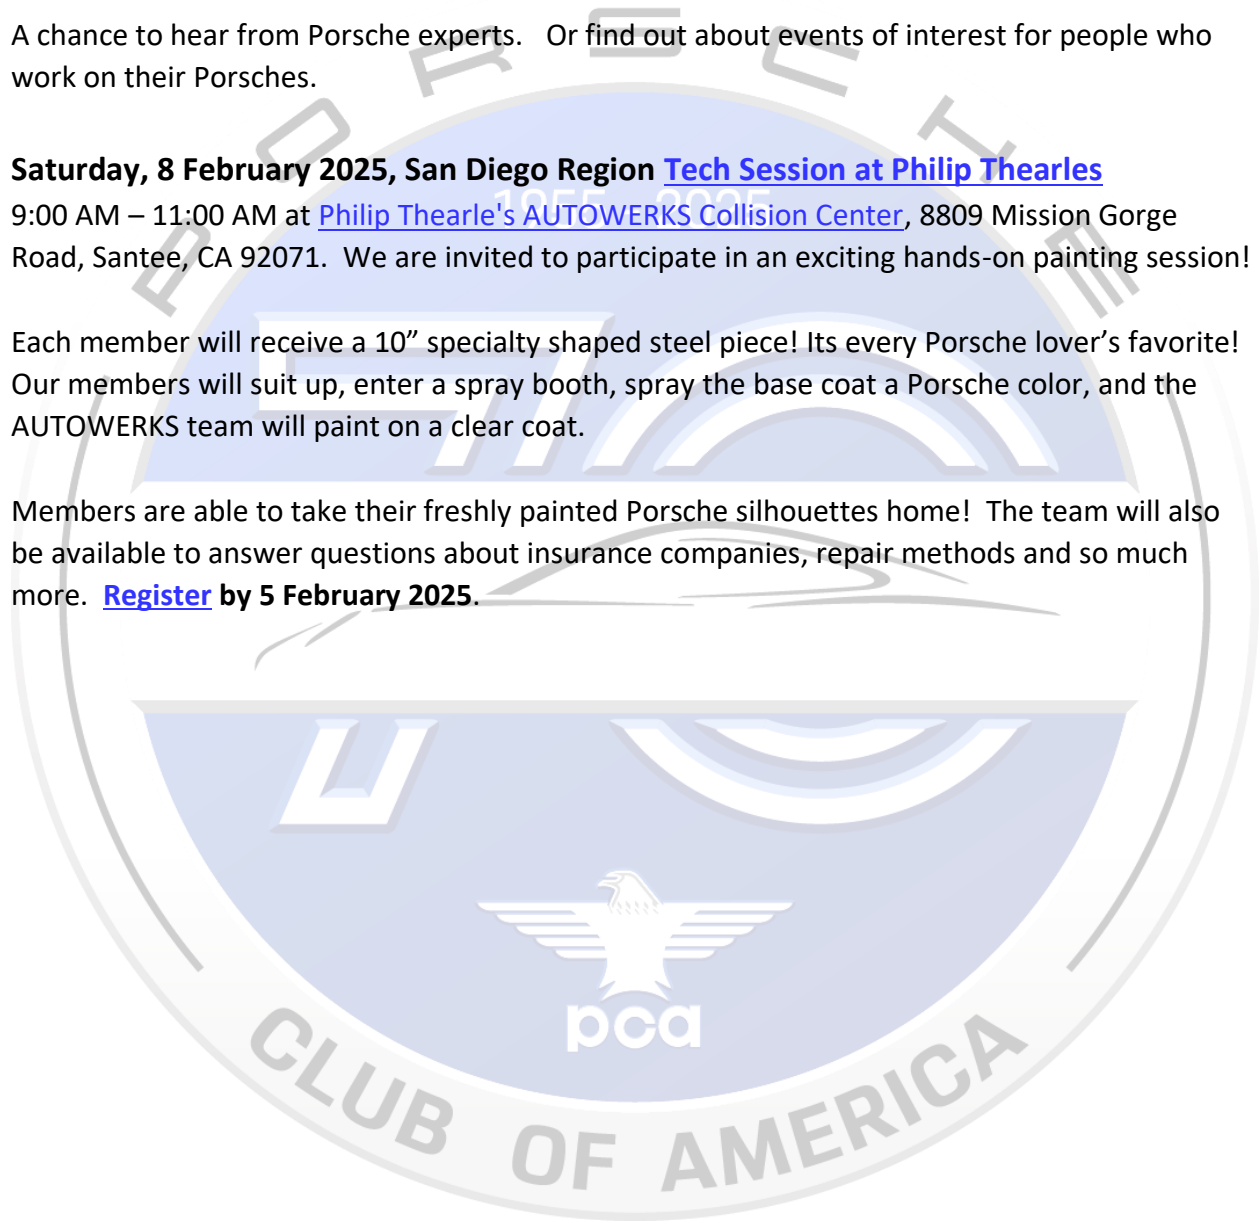 A chance to hear from Porsche experts.   Or find out about events of interest for people who
work on their Porsches.
Saturday, 8 February 2025, San Diego Region Tech Session at Philip Thearles
9:00 AM – 11:00 AM at Philip Thearle's AUTOWERKS Collision Center, 8809 Mission Gorge
Road, Santee, CA 92071.  We are invited to participate in an exciting hands-on painting session!
Each member will receive a 10” specialty shaped steel piece! Its every Porsche lover’s favorite!
Our members will suit up, enter a spray booth, spray the base coat a Porsche color, and the
AUTOWERKS team will paint on a clear coat.
Members are able to take their freshly painted Porsche silhouettes home!  The team will also
be available to answer questions about insurance companies, repair methods and so much
more.  Register by 5 February 2025.
PORSCHE
1955 - 2025
70
pca
CLUB OF AMERICA